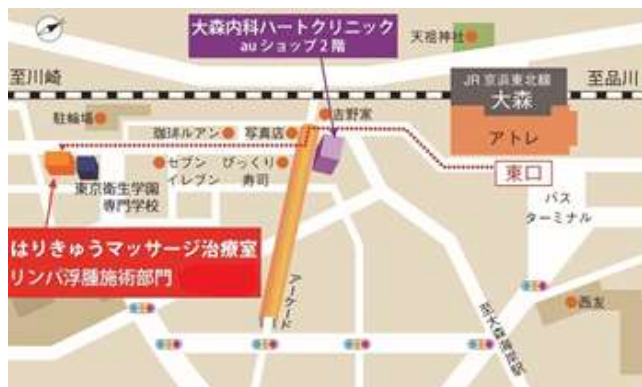 大森内科ハートクリニック
auショップ2階
天祖神社
至川崎
至品川
JR京浜東北線
大森
アトレ
駐輪場
吉野家
珈琲ルアン
写真店
東口
セブン
イレブン
びっくり
寿司
東京衛生学園
専門学校
バス
ターミナル
はりきゅうマッサージ治療室
リンパ浮腫施術部門
アーケード
西友